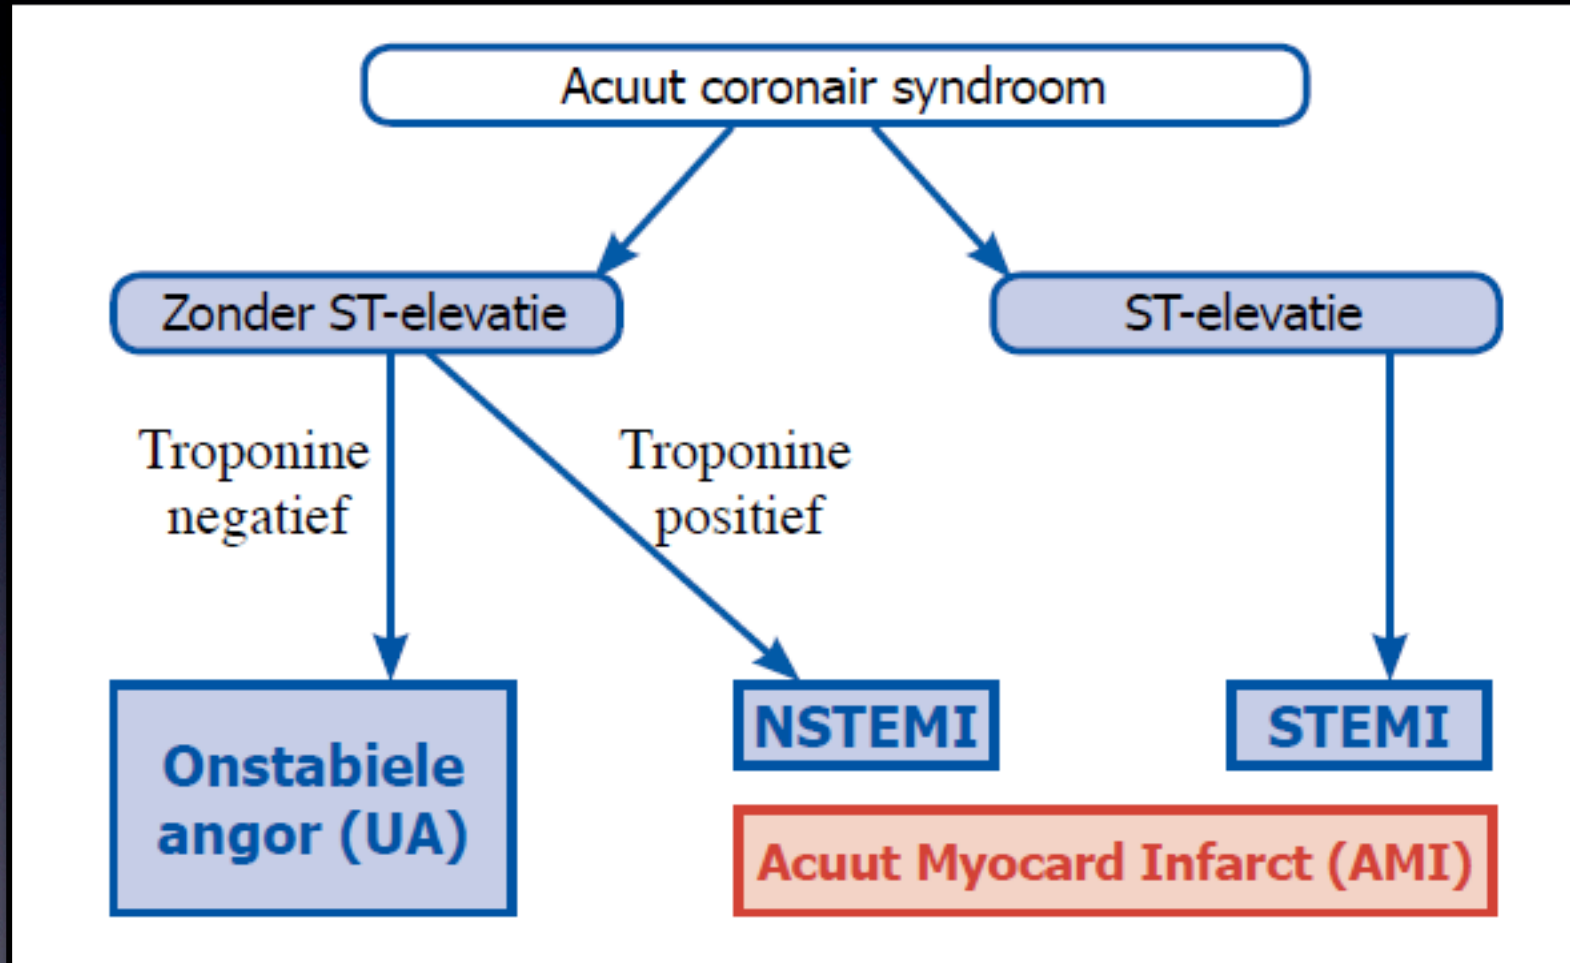 Acuut coronair syndroom
Zonder ST-elevatie
ST-elevatie
Troponine
negatief
Troponine
positief
Onstabiele
angor (UA)
NSTEMI
STEMI
Acuut Myocard Infarct (AMI)